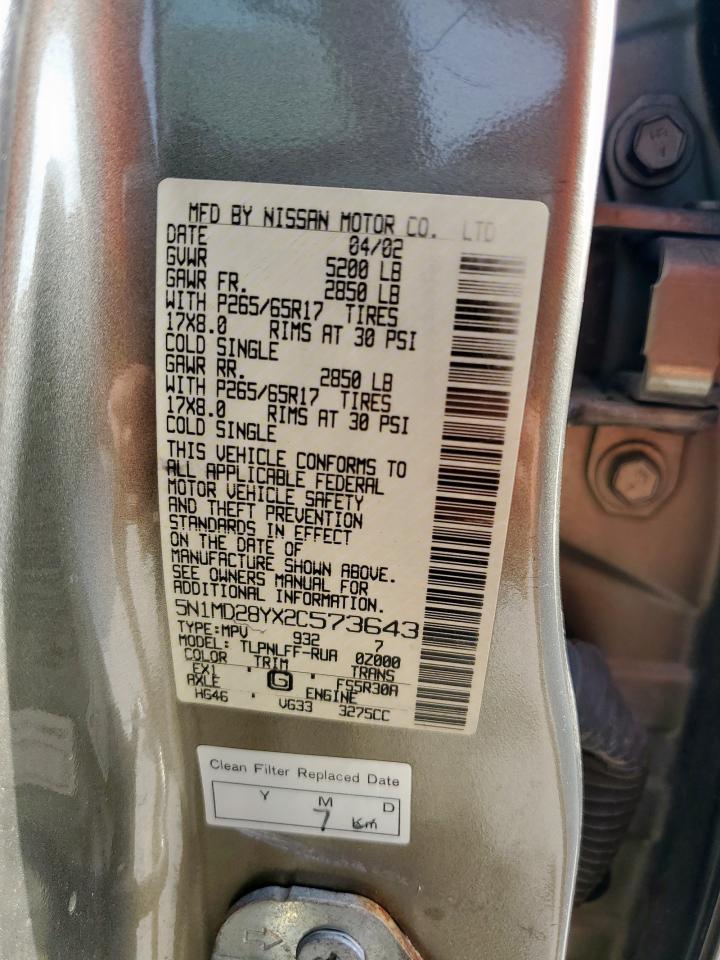 MFD BY NISSAN MOTOR CO. LTD
DATE 04/02
GVWR 5200 LB
GAWR FR. 2850 LB
WITH P265/65R17 TIRES
17X8.0 RIMS AT 30 PSI
COLD SINGLE
GAWR RR. 2850 LB
WITH P265/65R17 TIRES
17X8.0 RIMS AT 30 PSI
COLD SINGLE
THIS VEHICLE CONFORMS TO
ALL APPLICABLE FEDERAL
MOTOR VEHICLE SAFETY
AND THEFT PREVENTION
STANDARDS IN EFFECT
ON THE DATE OF
MANUFACTURE SHOWN ABOVE.
SEE OWNERS MANUAL FOR
ADDITIONAL INFORMATION.
5N1MD28YX2C573643
TYPE:MPV 932 7
MODEL: TLPNLFF-RUA 0Z000
COLOR TRIM TRANS
EX1 G FS5R30A
AXLE ENGINE
HG46 VG33 3275CC
Clean Filter Replaced Date
Y M D
7 Km